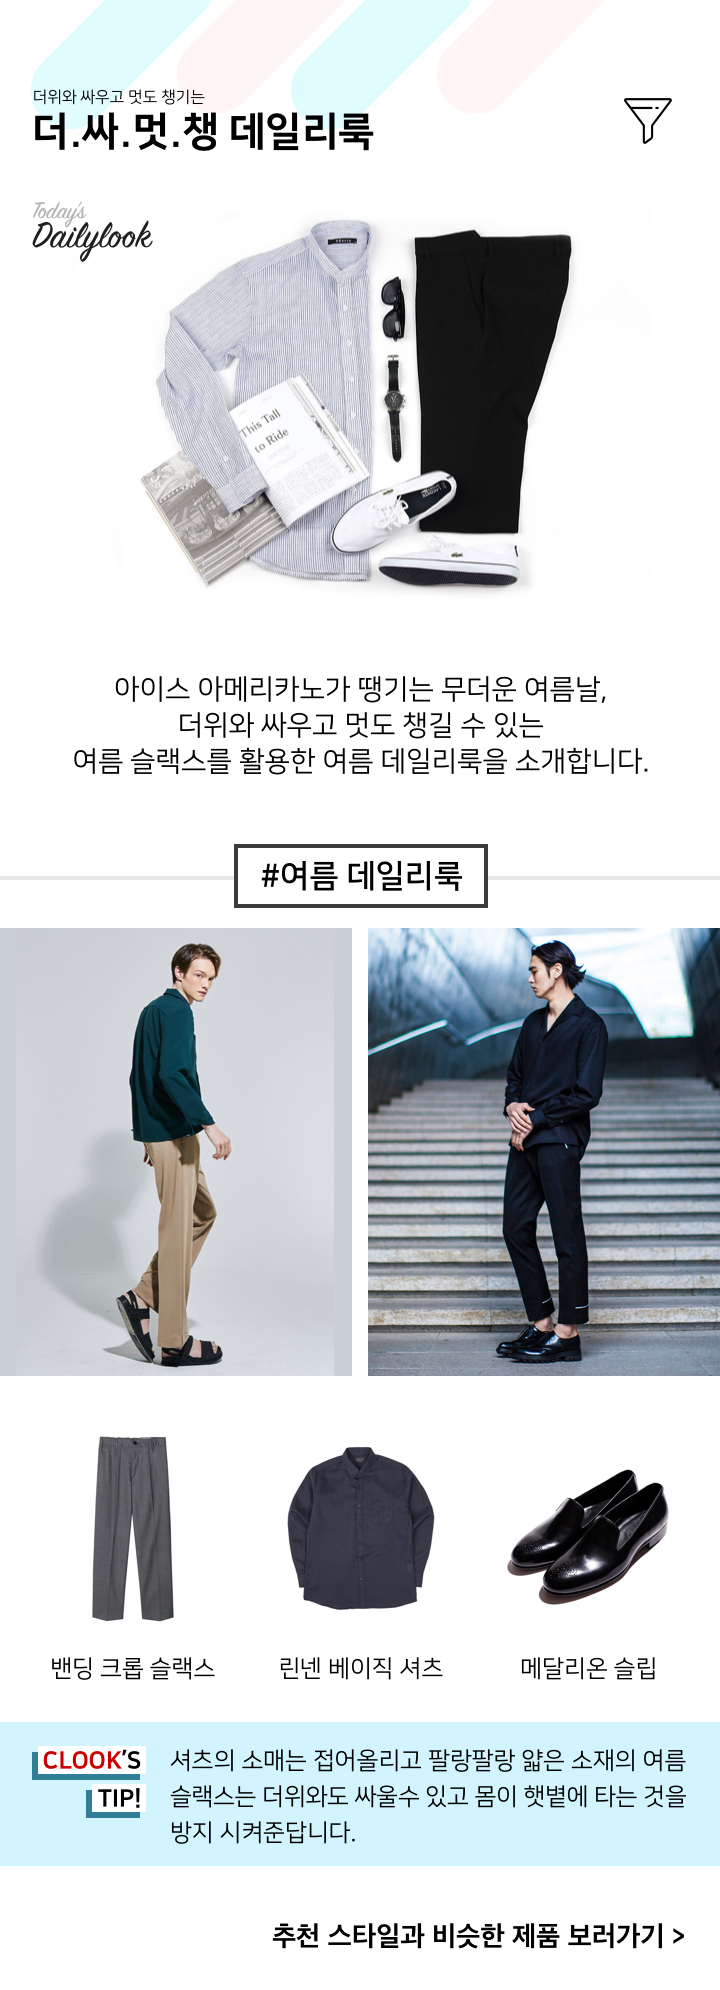 더위와 싸우고 멋도 챙기는
더.싸.멋.챙 데일리룩
Today's
Dailylook
This Tall
to Ride
아이스 아메리카노가 땡기는 무더운 여름날,
더위와 싸우고 멋도 챙길 수 있는
여름 슬랙스를 활용한 여름 데일리룩을 소개합니다.
#여름 데일리룩
밴딩 크롭 슬랙스
린넨 베이직 셔츠
메달리온 슬립
CLOOK'S
TIP!
셔츠의 소매는 접어올리고 팔랑팔랑 얇은 소재의 여름
슬랙스는 더위와도 싸울수 있고 몸이 햇볕에 타는 것을
방지 시켜준답니다.
추천 스타일과 비슷한 제품 보러가기 >